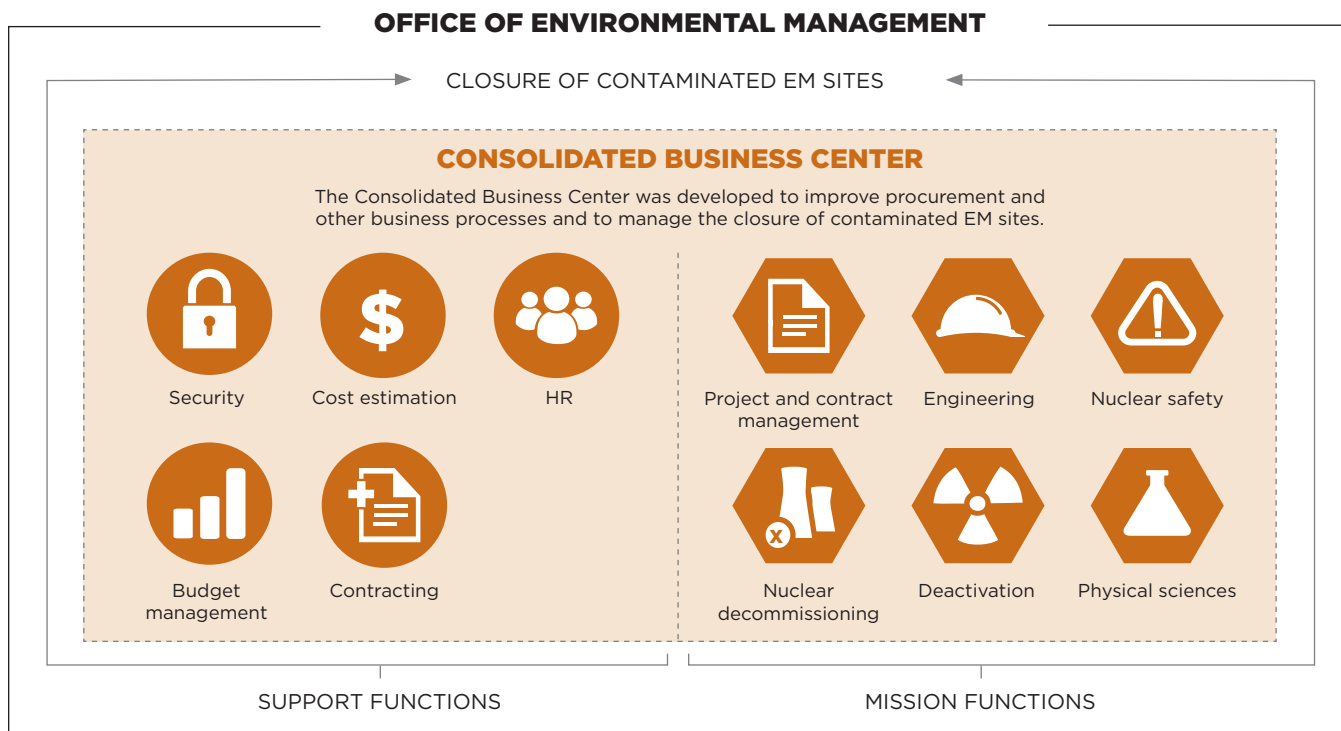 OFFICE OF ENVIRONMENTAL MANAGEMENT
CLOSURE OF CONTAMINATED EM SITES
CONSOLIDATED BUSINESS CENTER
The Consolidated Business Center was developed to improve procurement and
other business processes and to manage the closure of contaminated EM sites.
$
Security
Cost estimation
HR
Budget
management
Contracting
Project and contract
management
Engineering
Nuclear safety
x
Nuclear
decommissioning
Deactivation
Physical sciences
SUPPORT FUNCTIONS
MISSION FUNCTIONS